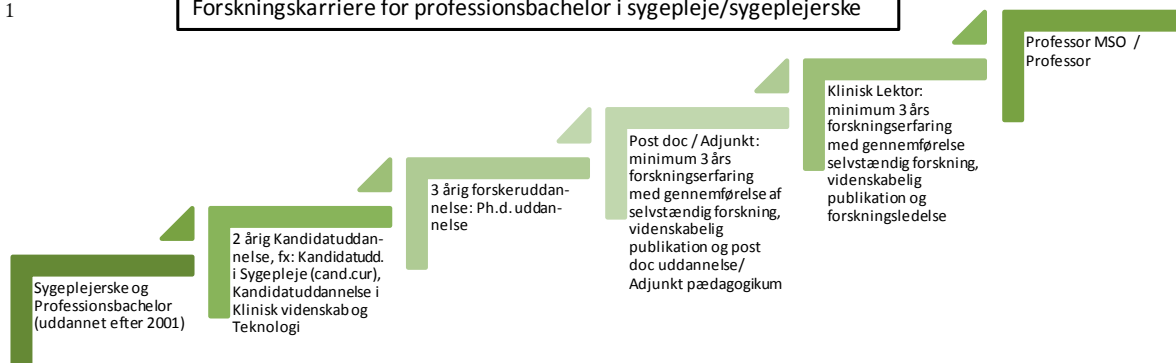 1
Forskningskarriere for professionsbachelor i sygepleje/sygeplejerske
Sygeplejerske og
Professionsbachelor
(uddannet efter 2001)
2 årig Kandidatuddan-
nelse, fx: Kandidatudd.
i Sygepleje (cand.cur),
Kandidatuddannelse i
Klinisk videnskab og
Teknologi
3 årig forskeruddan-
nelse: Ph.d. uddan-
nelse
Post doc / Adjunkt:
minimum 3 års
forskningserfaring
med gennemførelse af
selvstændig forskning,
videnskabelig
publikation og post
doc uddannelse/
Adjunkt pædagogikum
Klinisk Lektor:
minimum 3 års
forskningserfaring
med gennemførelse
selvstændig forskning,
videnskabelig
publikation og
forskningsledelse
Professor MSO /
Professor